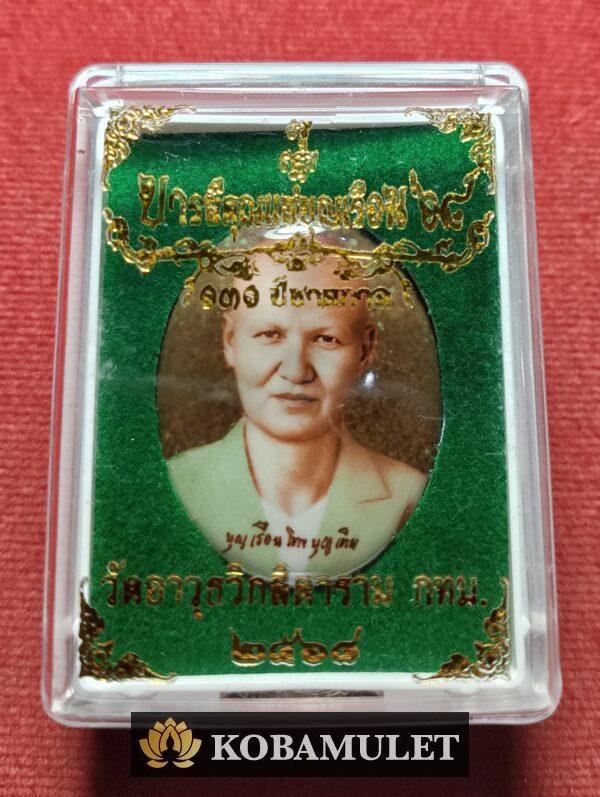 บารมีคุณแม่บุญเรือน ๖๘
๑๓๑ ปีชาตกาล
บุญเรือน โตงบุญเติม
วัดอาวุธวิกสิตาราม กทม.
๒๕๖๘
KOBAMULET